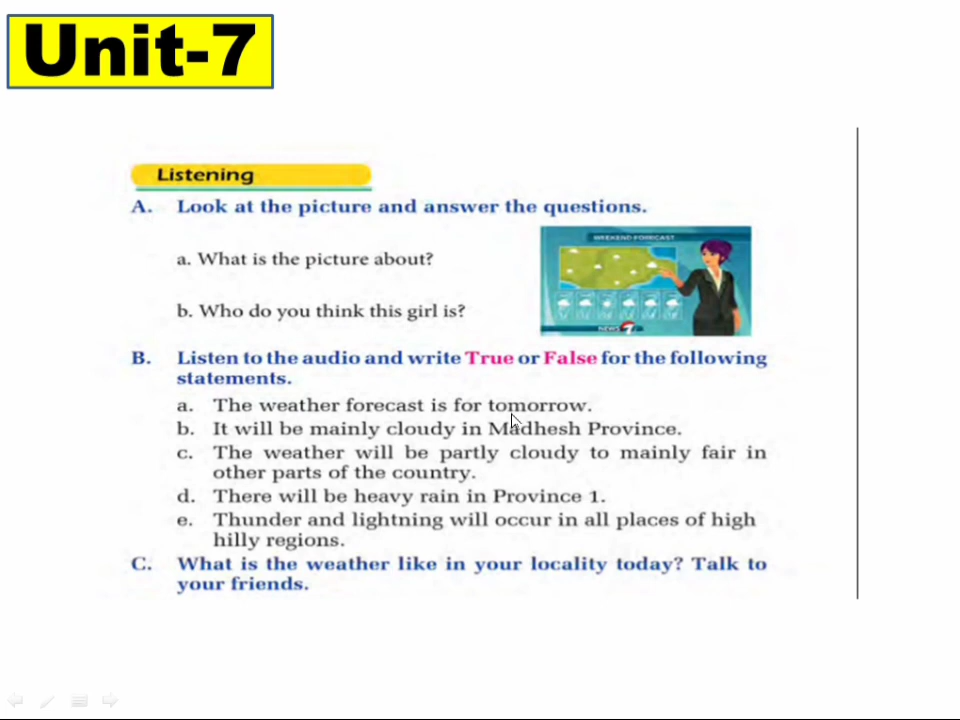 Unit-7
Listening
A. Look at the picture and answer the questions.
WEEKEND FORECAST
a. What is the picture about?
b. Who do you think this girl is?
NEWS 7
B. Listen to the audio and write True or False for the following
statements.
a. The weather forecast is for tomorrow.
b. It will be mainly cloudy in Madhesh Province.
c. The weather will be partly cloudy to mainly fair in
other parts of the country.
d. There will be heavy rain in Province 1.
e. Thunder and lightning will occur in all places of high
hilly regions.
C. What is the weather like in your locality today? Talk to
your friends.